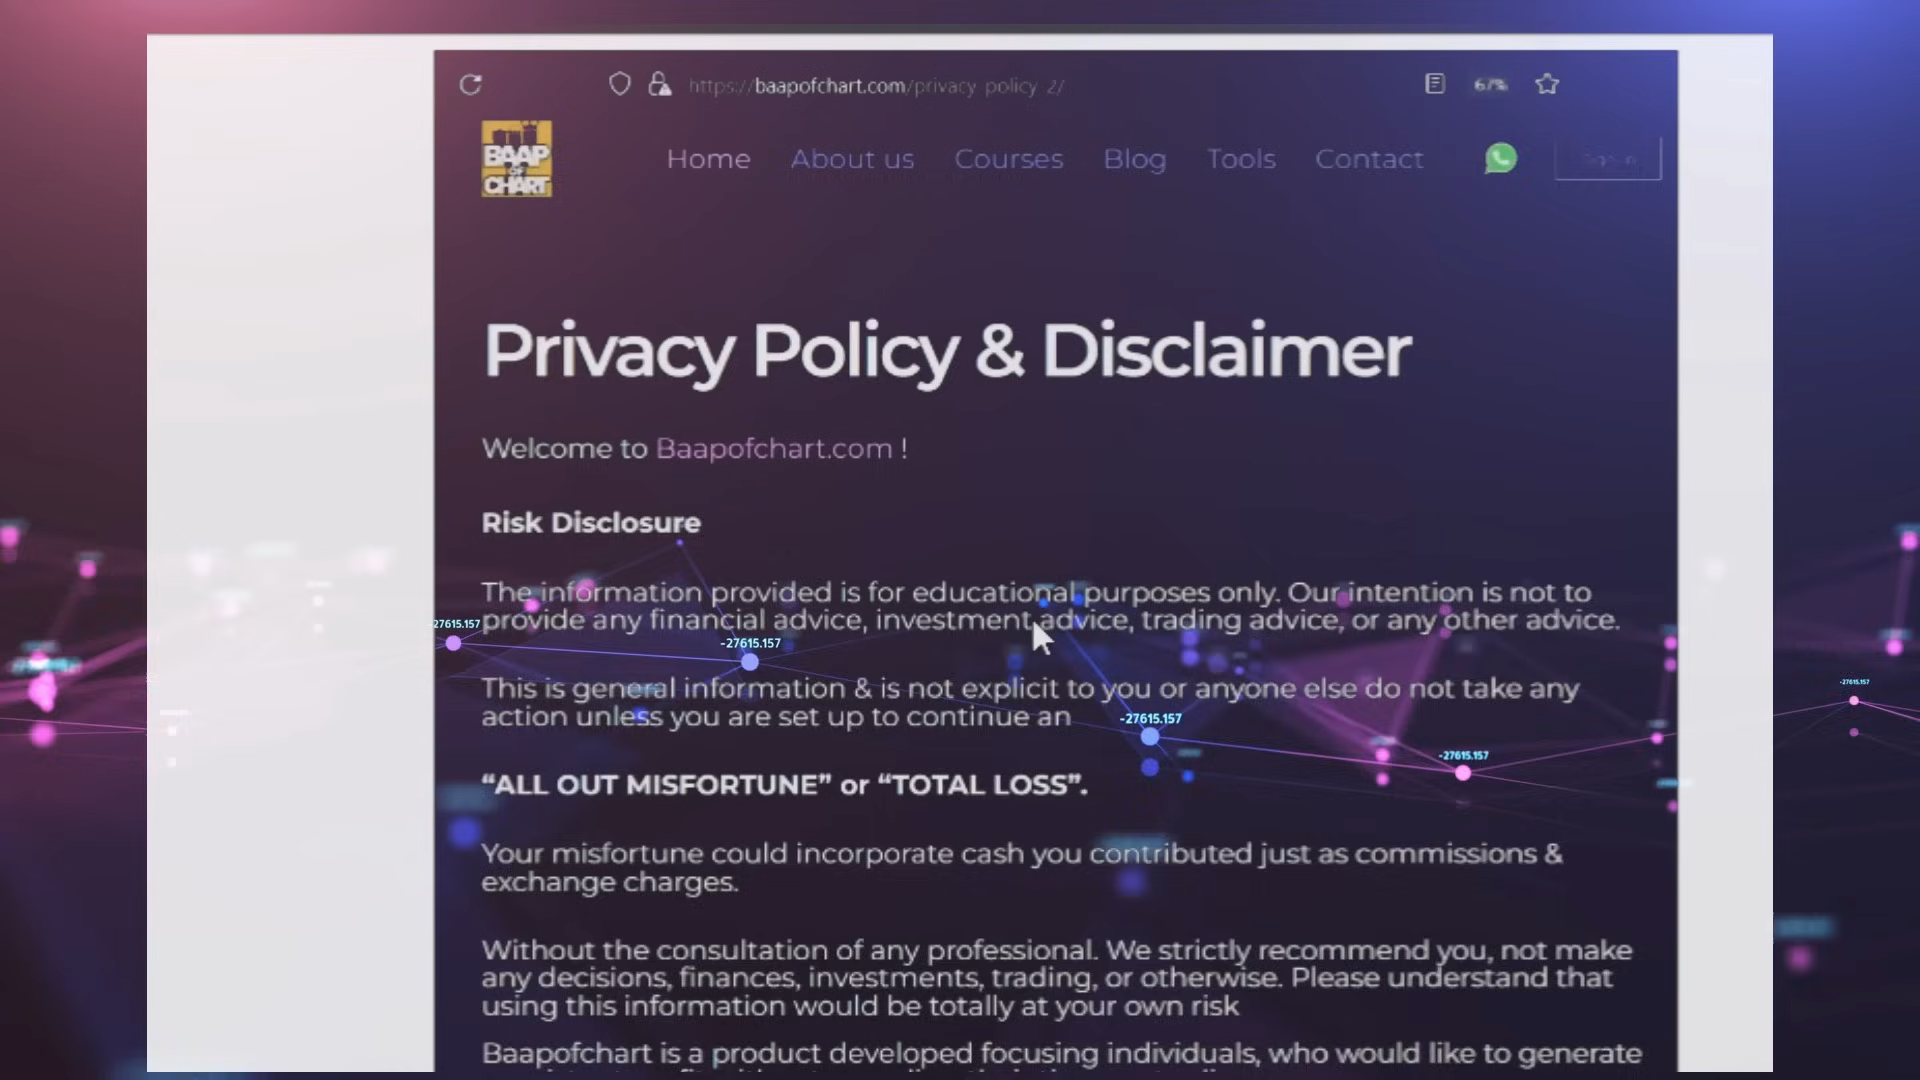 https://baapofchart.com/privacy policy 2/
67%
BAAP
OF
CHART
Home About us Courses Blog Tools Contact
Privacy Policy & Disclaimer
Welcome to Baapofchart.com !
Risk Disclosure
The information provided is for educational purposes only. Our intention is not to
provide any financial advice, investment advice, trading advice, or any other advice.
27615.157
-27615.157
This is general information & is not explicit to you or anyone else do not take any
action unless you are set up to continue an
-27615.157
-27615.157
-27615.157
“ALL OUT MISFORTUNE” or “TOTAL LOSS”.
Your misfortune could incorporate cash you contributed just as commissions &
exchange charges.
Without the consultation of any professional. We strictly recommend you, not make
any decisions, finances, investments, trading, or otherwise. Please understand that
using this information would be totally at your own risk
Baapofchart is a product developed focusing individuals, who would like to generate